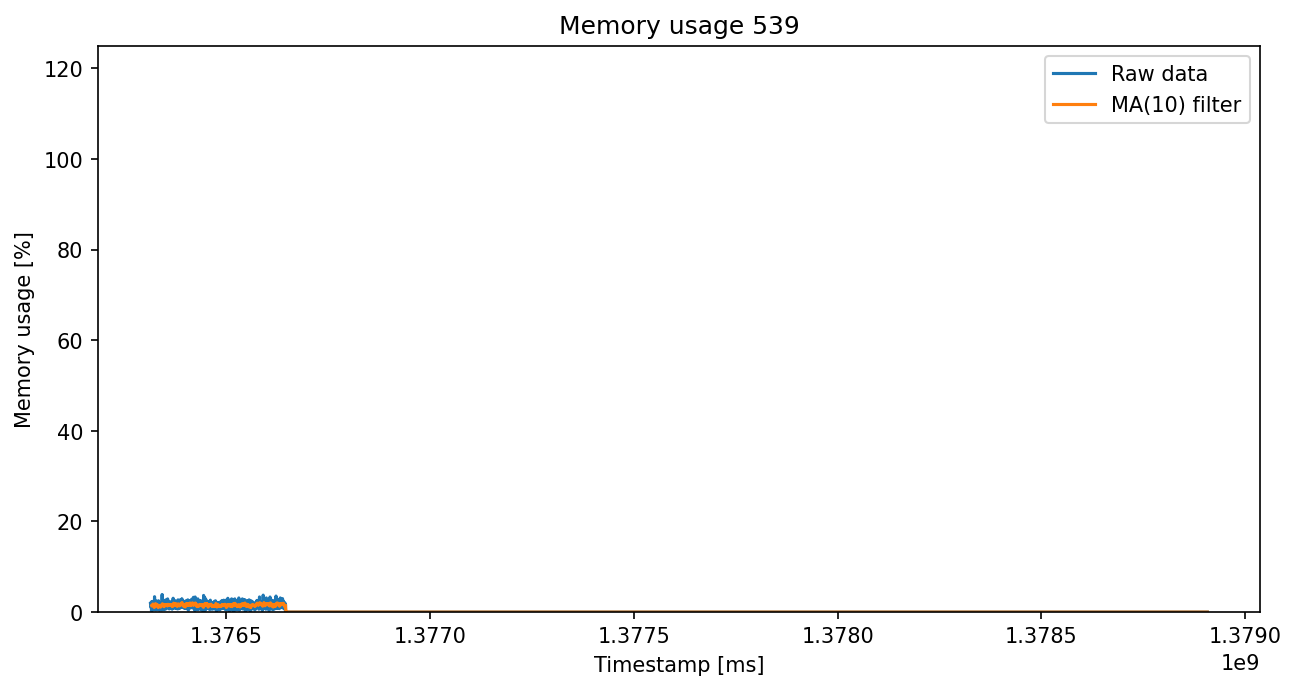 Memory usage 539
120
100
80
60
40
20
0
Memory usage [%]
Raw data
MA(10) filter
1.3765
1.3770
1.3775
1.3780
1.3785
1.3790
1e9
Timestamp [ms]